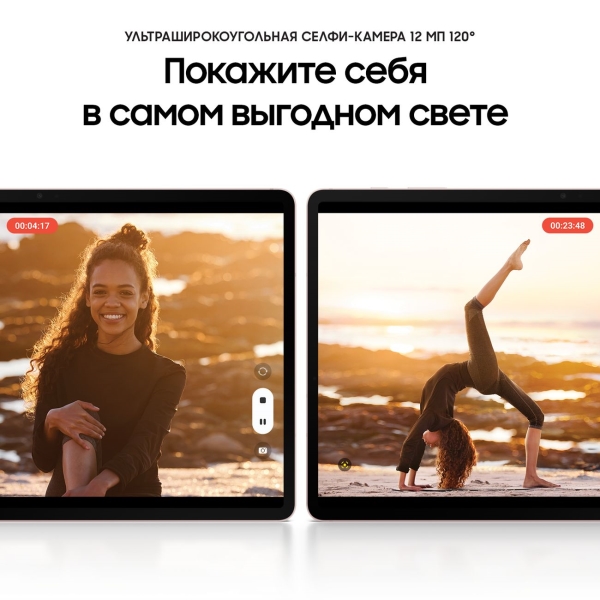 УЛЬТРАШИРОКОУГОЛЬНАЯ СЕЛФИ-КАМЕРА 12 МП 120°
Покажите себя
в самом выгодном свете
00:04:17
00:23:48